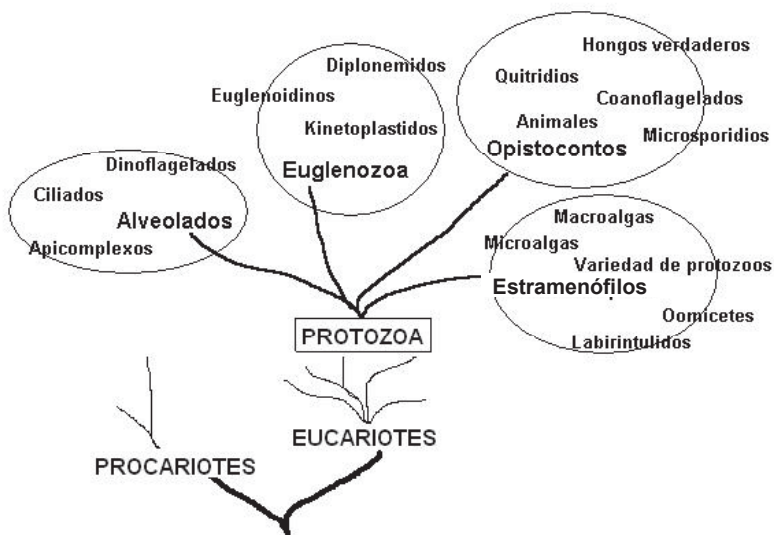 Hongos verdaderos
Diplonemidos
Quitridios
Euglenoidinos
Coanoflagelados
Kinetoplastidos
Animales
Microsporidios
Opistocontos
Dinoflagelados
Euglenozoa
Ciliados
Alveolados
Macroalgas
Apicomplexos
Microalgas
Variedad de protozoos
Estramenófilos
Oomicetes
PROTOZOA
Labirintulidos
EUCARIOTES
PROCARIOTES